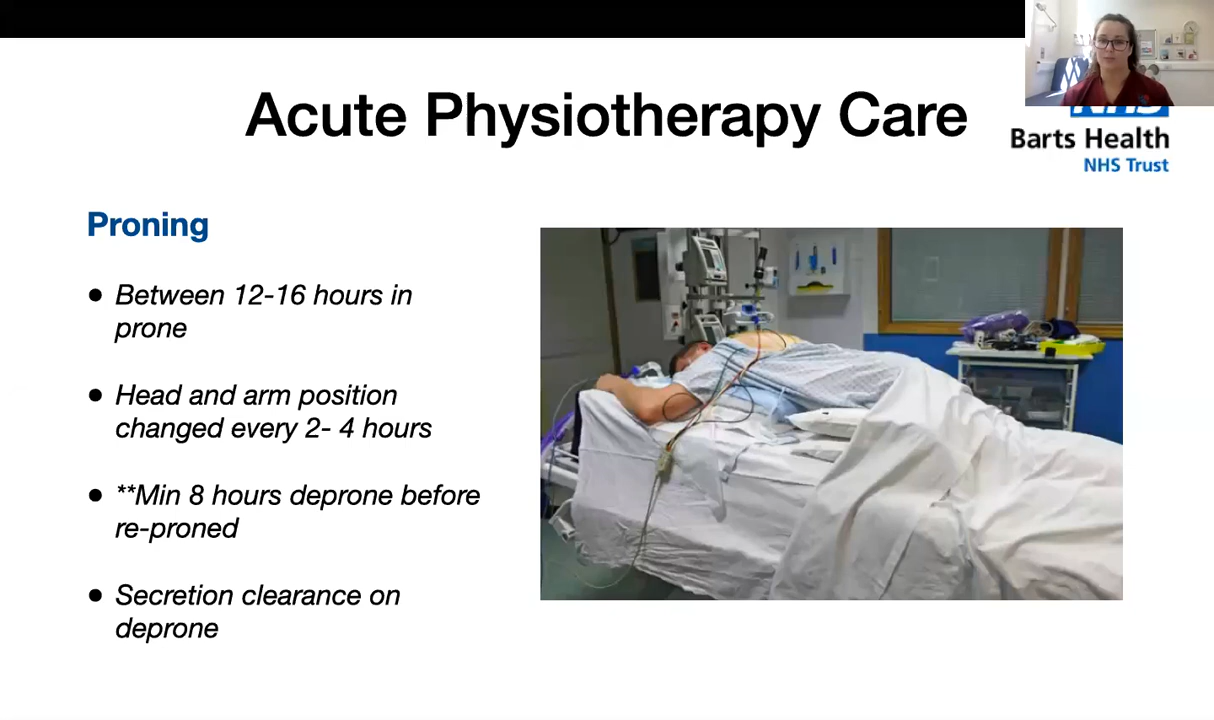 Acute Physiotherapy Care
NHS
Barts Health
NHS Trust
Proning
● Between 12-16 hours in
prone
● Head and arm position
changed every 2- 4 hours
● **Min 8 hours deprone before
re-proned
● Secretion clearance on
deprone